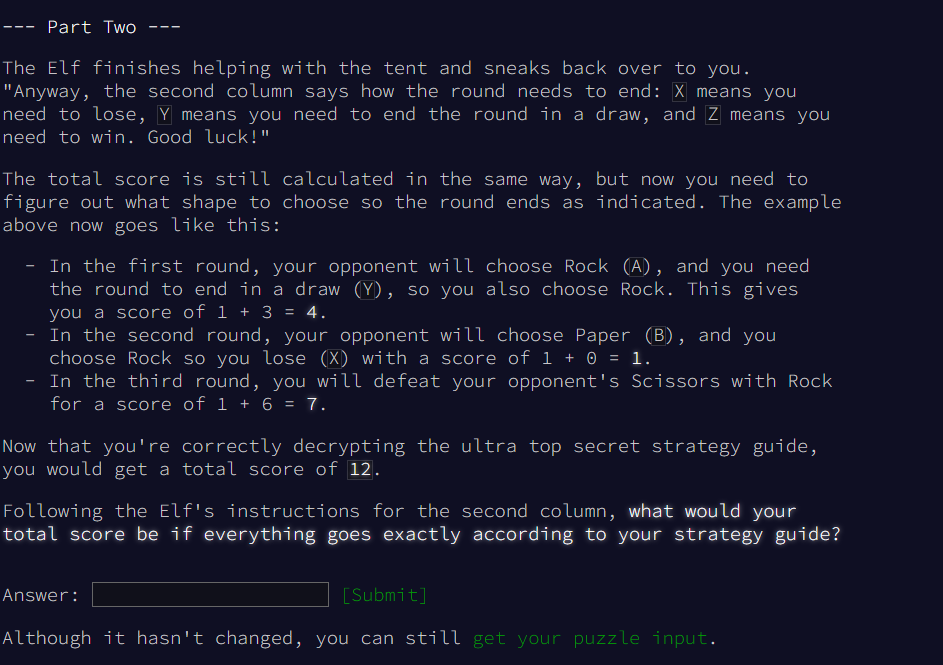 --- Part Two ---
The Elf finishes helping with the tent and sneaks back over to you.
"Anyway, the second column says how the round needs to end: X means you
need to lose, Y means you need to end the round in a draw, and Z means you
need to win. Good luck!"
The total score is still calculated in the same way, but now you need to
figure out what shape to choose so the round ends as indicated. The example
above now goes like this:
- In the first round, your opponent will choose Rock (A), and you need
the round to end in a draw (Y), so you also choose Rock. This gives
you a score of 1 + 3 = 4.
- In the second round, your opponent will choose Paper (B), and you
choose Rock so you lose (X) with a score of 1 + 0 = 1.
- In the third round, you will defeat your opponent's Scissors with Rock
for a score of 1 + 6 = 7.
Now that you're correctly decrypting the ultra top secret strategy guide,
you would get a total score of 12.
Following the Elf's instructions for the second column, what would your
total score be if everything goes exactly according to your strategy guide?
Answer: [Submit]
Although it hasn't changed, you can still get your puzzle input.